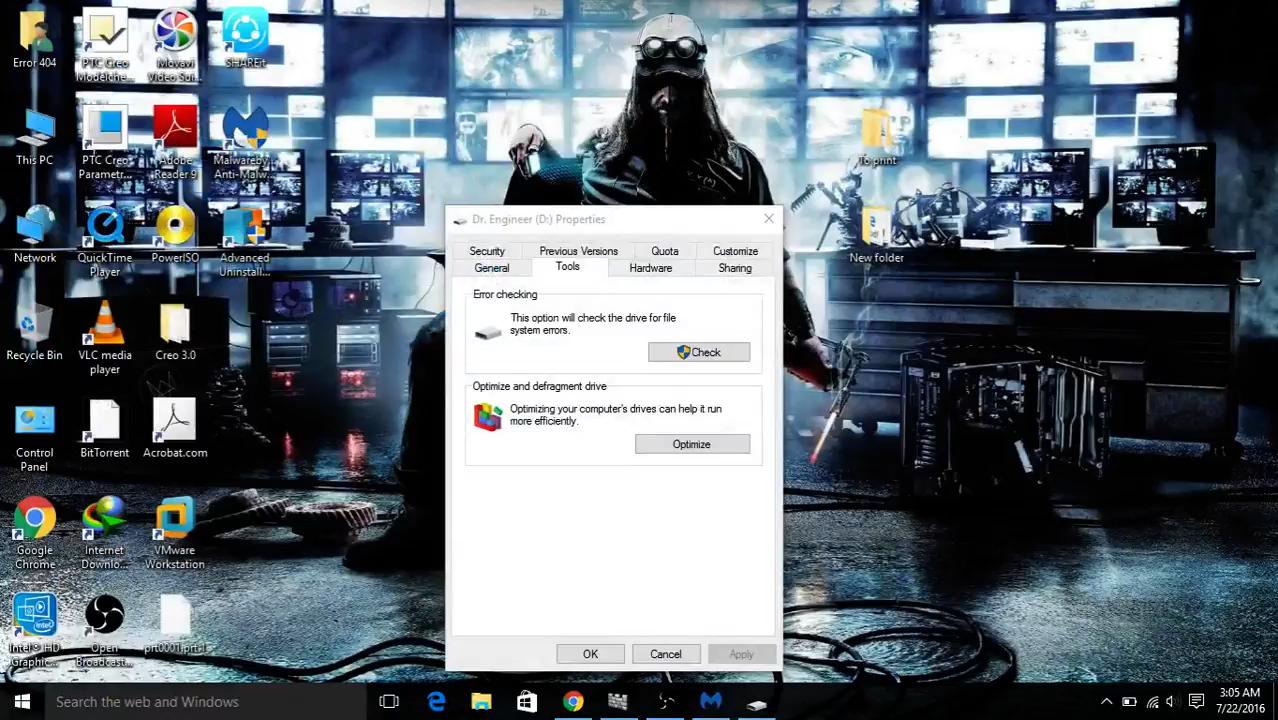 Error 404
PTC Creo
Modelche...
Movavi
Video Sui...
SHAREit
This PC
PTC Creo
Parametr...
Adobe
Reader 9
Malwareby...
Anti-Malw...
Network
QuickTime
Player
PowerISO
Advanced
Uninstall...
Recycle Bin
VLC media
player
Creo 3.0
Control
Panel
BitTorrent
Acrobat.com
Google
Chrome
Internet
Downlo...
VMware
Workstation
Intel® HD
Graphic...
Open
Broadcast...
prt0001.prt.1
To print
New folder
Dr. Engineer (D:) Properties
Security
Previous Versions
Quota
Customize
General
Tools
Hardware
Sharing
Error checking
This option will check the drive for file
system errors.
Check
Optimize and defragment drive
Optimizing your computer's drives can help it run
more efficiently.
Optimize
OK
Cancel
Apply
Search the web and Windows
3:05 AM
7/22/2016